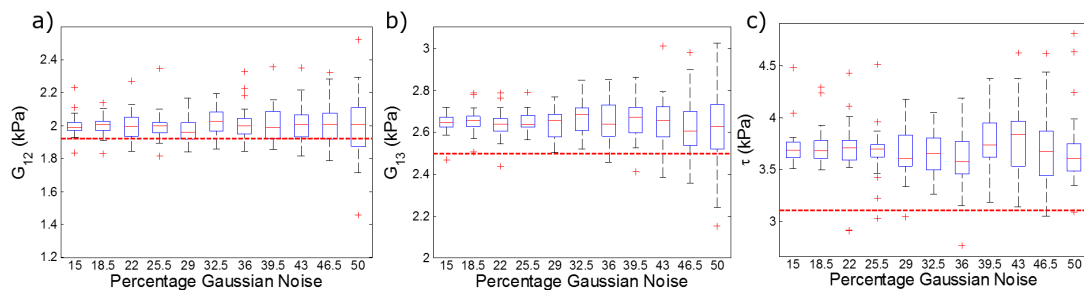 a)
G12 (kPa)
2.6
2.4
2.2
2
1.8
1.6
1.4
1.2
15 18.5 22 25.5 29 32.5 36 39.5 43 46.5 50
Percentage Gaussian Noise
b)
G13 (kPa)
3
2.8
2.6
2.4
2.2
2
15 18.5 22 25.5 29 32.5 36 39.5 43 46.5 50
Percentage Gaussian Noise
c)
τ (kPa)
4.5
4
3.5
3
15 18.5 22 25.5 29 32.5 36 39.5 43 46.5 50
Percentage Gaussian Noise